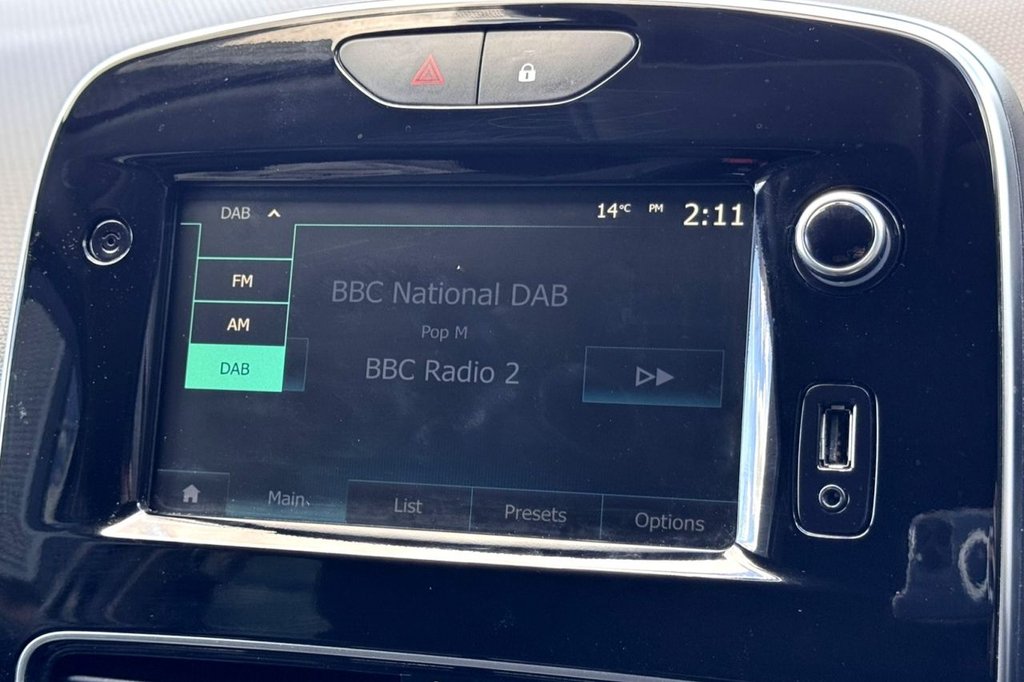 DAB
14°C PM 2:11
FM
AM
DAB
BBC National DAB
Pop M
BBC Radio 2
Main
List
Presets
Options